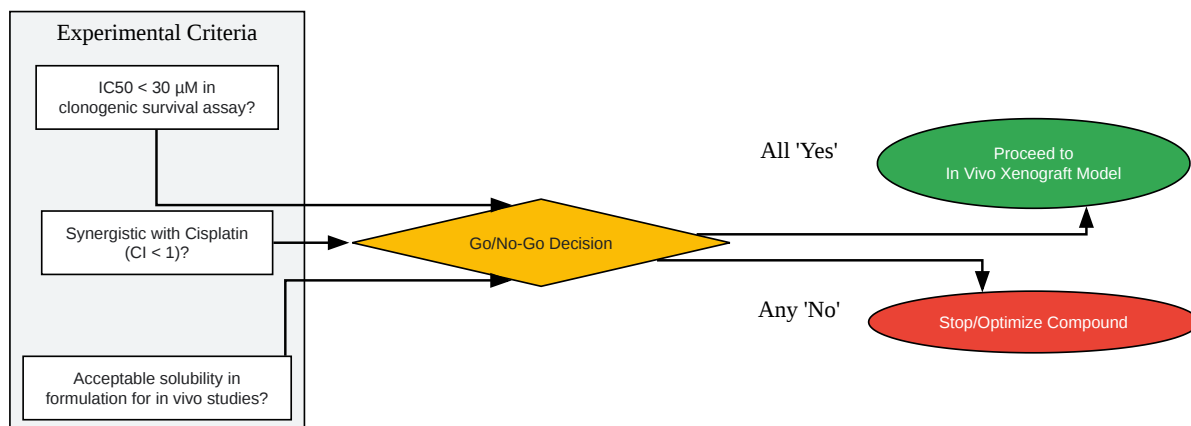 Experimental Criteria
IC50 < 30 µM in
clonogenic survival assay?
Synergistic with Cisplatin
(CI < 1)?
Acceptable solubility in
formulation for in vivo studies?
Go/No-Go Decision
All 'Yes'
Proceed to
In Vivo Xenograft Model
Any 'No'
Stop/Optimize Compound